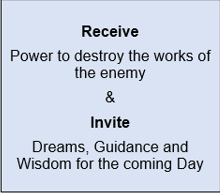 Receive
Power to destroy the works of
the enemy
&
Invite
Dreams, Guidance and
Wisdom for the coming Day